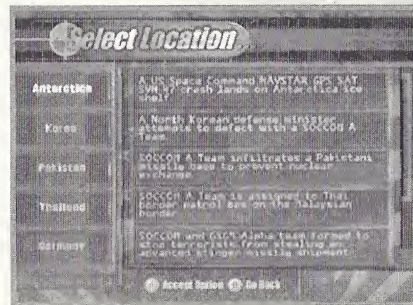 Select Location
Antarctica
A US Space Command NAVSTAR GPS SAT
SVN 47 crash lands on Antarctica ice
shelf
Korea
A North Korean defense minister
attempts to defect with a SOCCOM A
Team
Pakistan
SOCCOM A Team infiltrates a Pakistani
missile base to prevent nuclear
exchange
Thailand
SOCCOM A Team is assigned to Thai
border patrol base on the Malaysian
border
Germany
SOCCOM and GSG9 Alpha team formed to
stop terrorists from stealing an
advanced stinger missile shipment
Accept Option Go Back